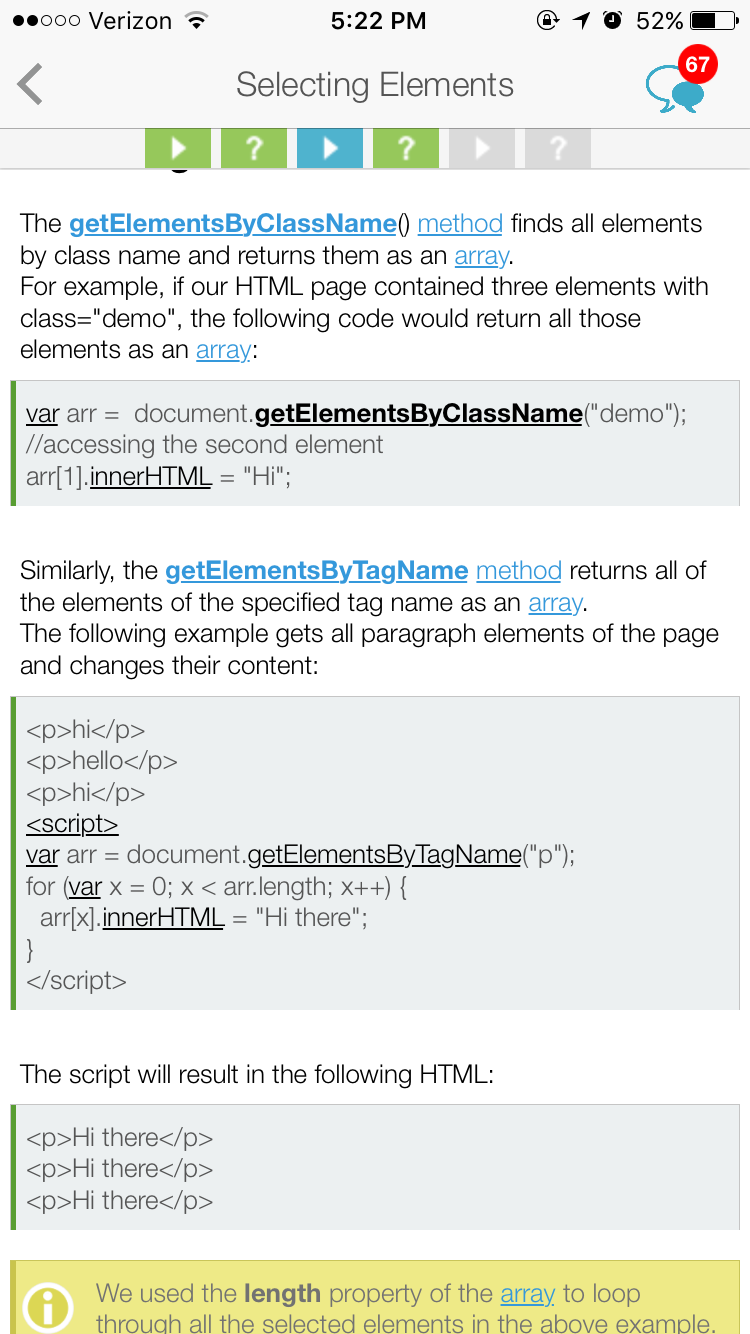 Verizon 5:22 PM 52%
Selecting Elements 67
? ? ?
The getElementsByClassName() method finds all elements
by class name and returns them as an array.
For example, if our HTML page contained three elements with
class="demo", the following code would return all those
elements as an array:
var arr =  document.getElementsByClassName("demo");
//accessing the second element
arr[1].innerHTML = "Hi";
Similarly, the getElementsByTagName method returns all of
the elements of the specified tag name as an array.
The following example gets all paragraph elements of the page
and changes their content:
<p>hi</p>
<p>hello</p>
<p>hi</p>
<script>
var arr = document.getElementsByTagName("p");
for (var x = 0; x < arr.length; x++) {
  arr[x].innerHTML = "Hi there";
}
</script>
The script will result in the following HTML:
<p>Hi there</p>
<p>Hi there</p>
<p>Hi there</p>
We used the length property of the array to loop
through all the selected elements in the above example.